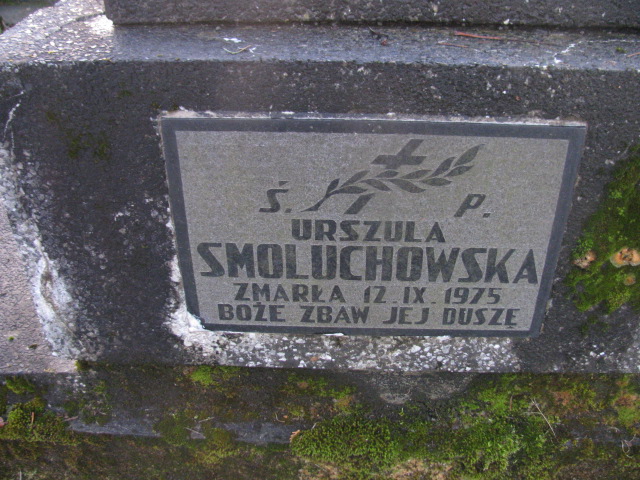 Ś. P.
URSZULA
SMOLUCHOWSKA
ZMARŁA 12.IX.1975
BOŻE ZBAW JEJ DUSZĘ